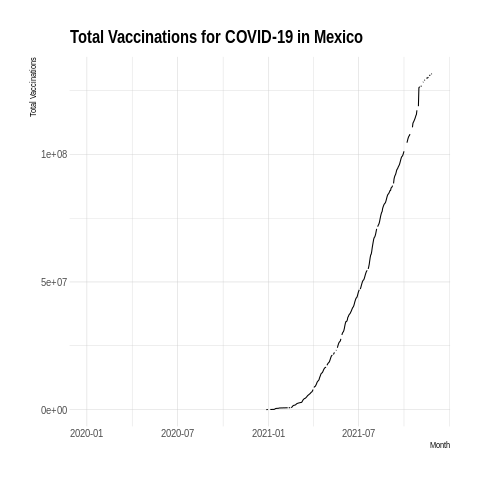 Total Vaccinations for COVID-19 in Mexico
Total Vaccinations
1e+08
5e+07
0e+00
2020-01 2020-07 2021-01 2021-07
Month